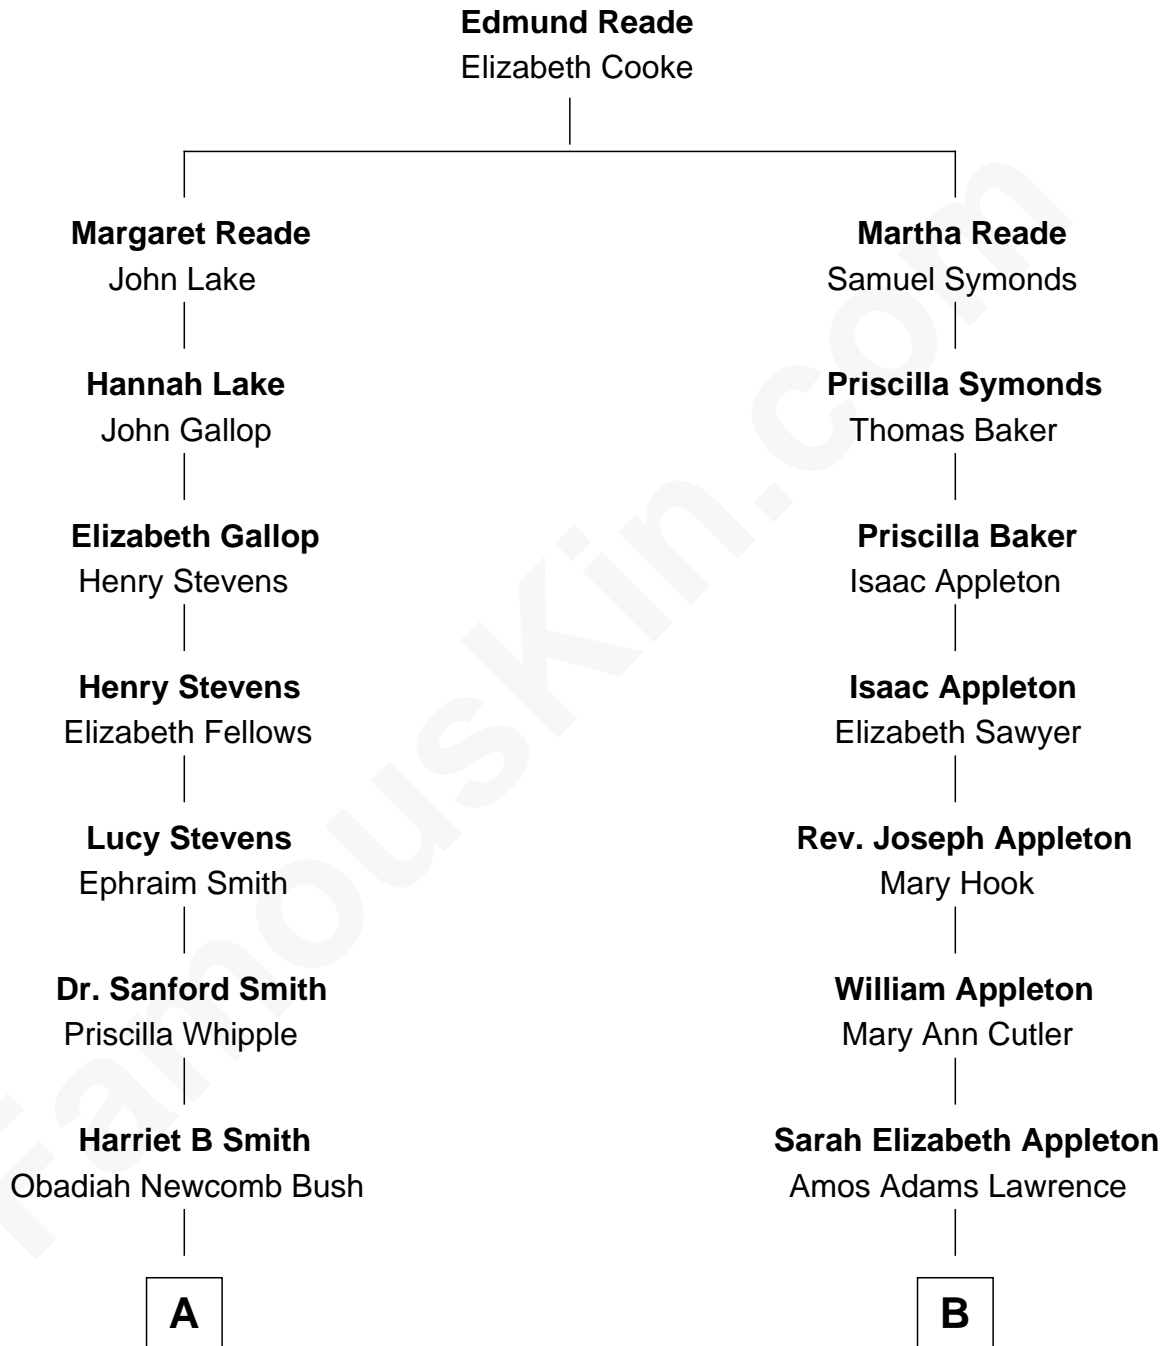 Edmund Reade
Elizabeth Cooke
Margaret Reade
John Lake
Martha Reade
Samuel Symonds
Hannah Lake
John Gallop
Priscilla Symonds
Thomas Baker
Elizabeth Gallop
Henry Stevens
Priscilla Baker
Isaac Appleton
Henry Stevens
Elizabeth Fellows
Isaac Appleton
Elizabeth Sawyer
Lucy Stevens
Ephraim Smith
Rev. Joseph Appleton
Mary Hook
Dr. Sanford Smith
Priscilla Whipple
William Appleton
Mary Ann Cutler
Harriet B Smith
Obadiah Newcomb Bush
Sarah Elizabeth Appleton
Amos Adams Lawrence
A
B
FamousKin.com